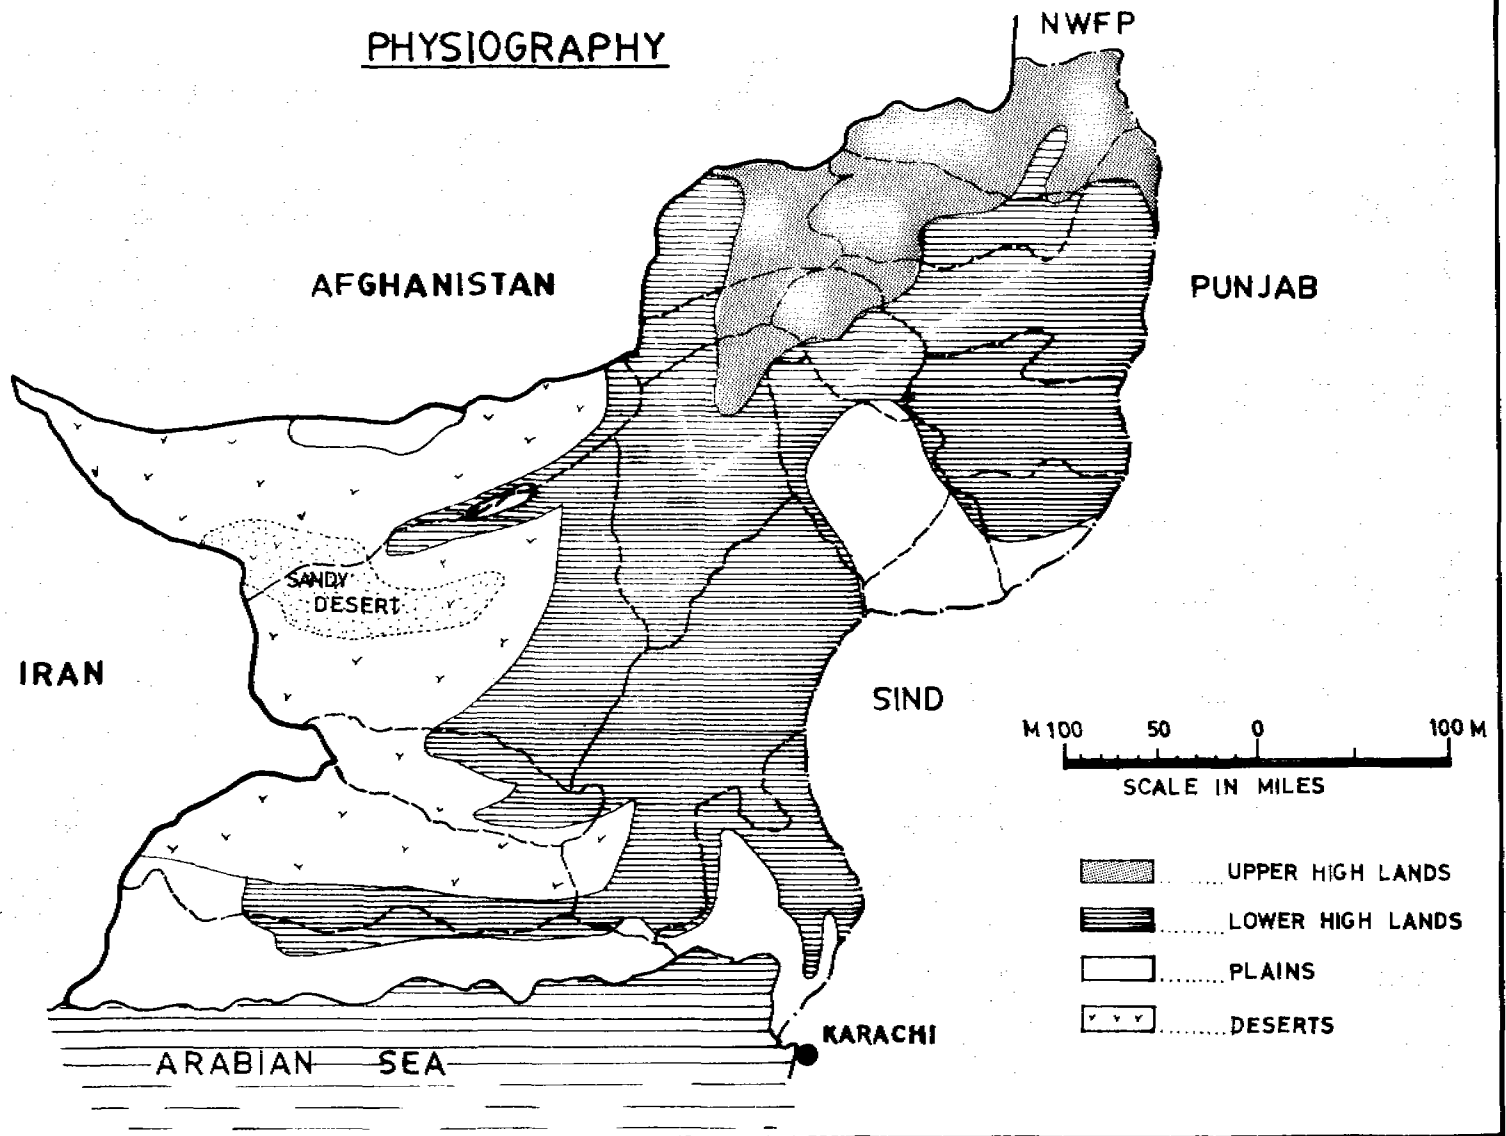 PHYSIOGRAPHY
NWFP
AFGHANISTAN
PUNJAB
SANDY
DESERT
IRAN
SIND
M 100 50 0 100 M
SCALE IN MILES
UPPER HIGH LANDS
LOWER HIGH LANDS
PLAINS
DESERTS
KARACHI
ARABIAN SEA